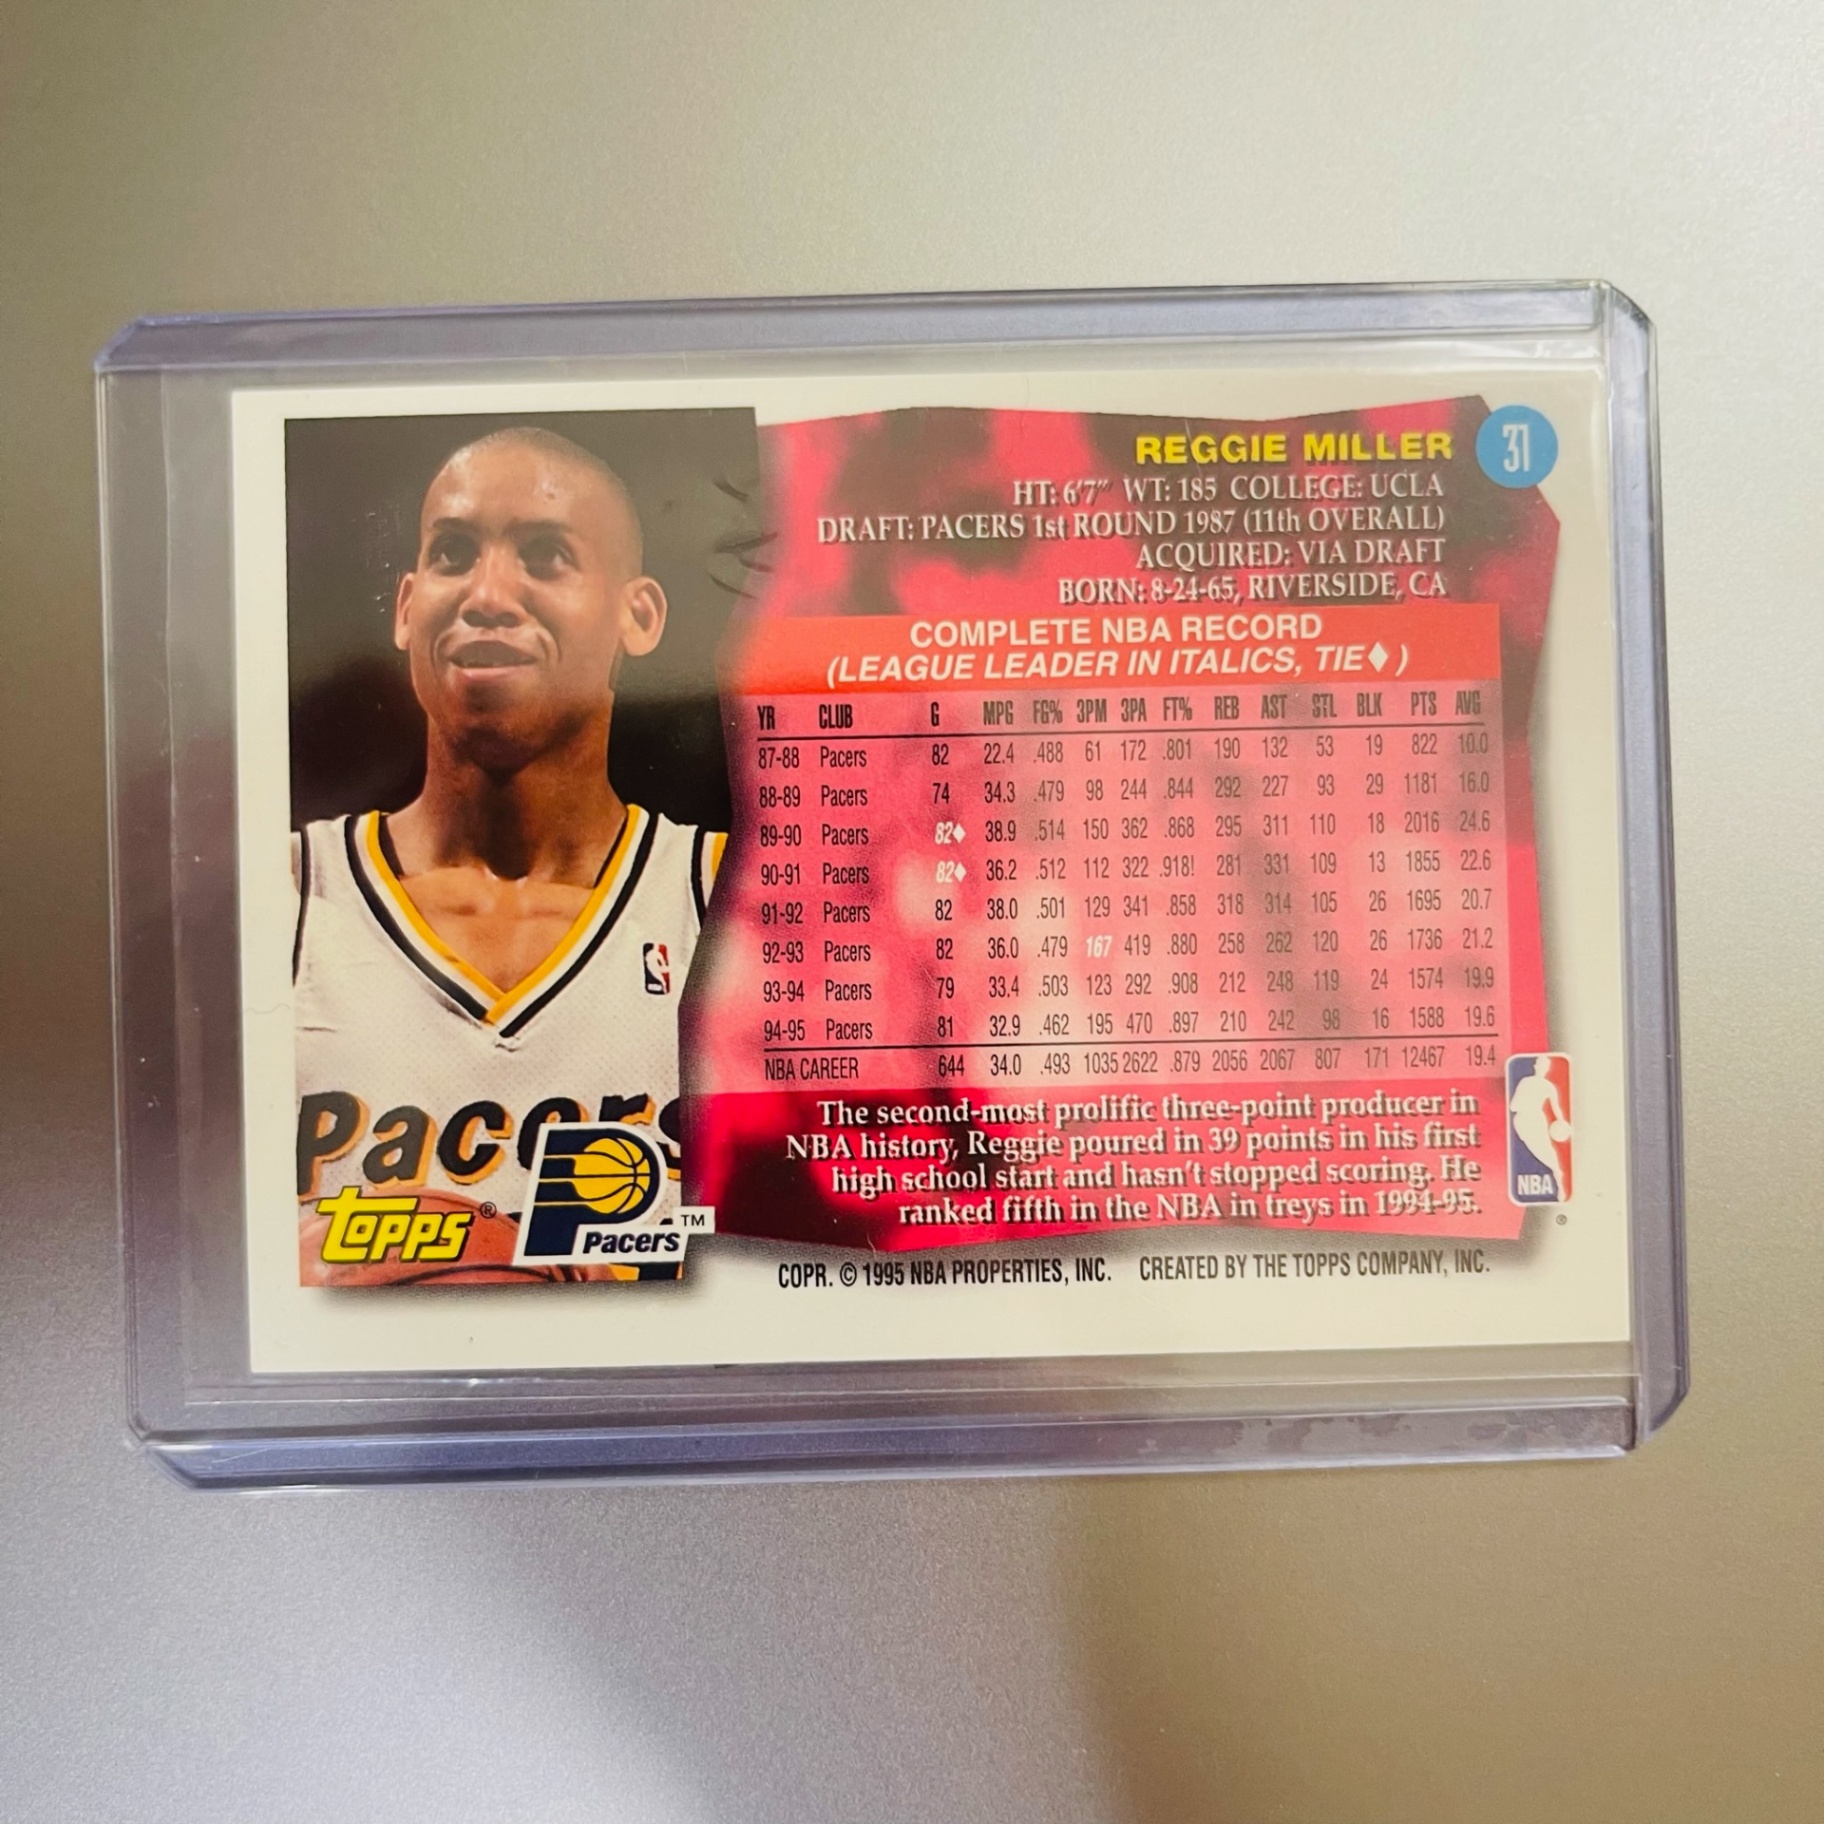 REGGIE MILLER 31
HT: 6'7" WT: 185 COLLEGE: UCLA
DRAFT: PACERS 1st ROUND 1987 (11th OVERALL)
ACQUIRED: VIA DRAFT
BORN: 8-24-65, RIVERSIDE, CA
COMPLETE NBA RECORD
(LEAGUE LEADER IN ITALICS, TIE♦)
YR CLUB G MPG FG% 3PM 3PA FT% REB AST STL BLK PTS AVG
87-88 Pacers 82 22.4 .488 61 172 .801 190 132 53 19 822 10.0
88-89 Pacers 74 34.3 .479 98 244 .844 292 227 93 29 1181 16.0
89-90 Pacers 82♦ 38.9 .514 150 362 .868 295 311 110 18 2016 24.6
90-91 Pacers 82♦ 36.2 .512 112 322 .918! 281 331 109 13 1855 22.6
91-92 Pacers 82 38.0 .501 129 341 .858 318 314 105 26 1695 20.7
92-93 Pacers 82 36.0 .479 167 419 .880 258 262 120 26 1736 21.2
93-94 Pacers 79 33.4 .503 123 292 .908 212 248 119 24 1574 19.9
94-95 Pacers 81 32.9 .462 195 470 .897 210 242 98 16 1588 19.6
NBA CAREER 644 34.0 .493 1035 2622 .879 2056 2067 807 171 12467 19.4
The second-most prolific three-point producer in
NBA history, Reggie poured in 39 points in his first
high school start and hasn't stopped scoring. He
ranked fifth in the NBA in treys in 1994-95.
NBA ®
Pacers
TOPPS ®
Pacers ™
COPR. © 1995 NBA PROPERTIES, INC. CREATED BY THE TOPPS COMPANY, INC.